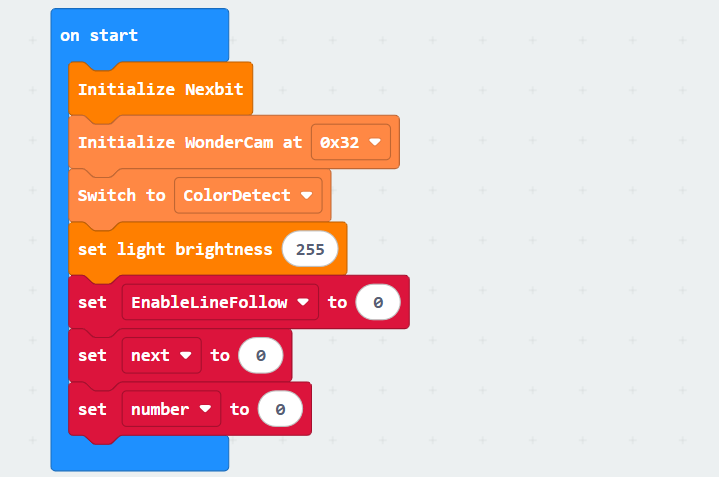 on start
Initialize Nexbit
Initialize WonderCam at 0x32
Switch to ColorDetect
set light brightness 255
set EnableLineFollow to 0
set next to 0
set number to 0